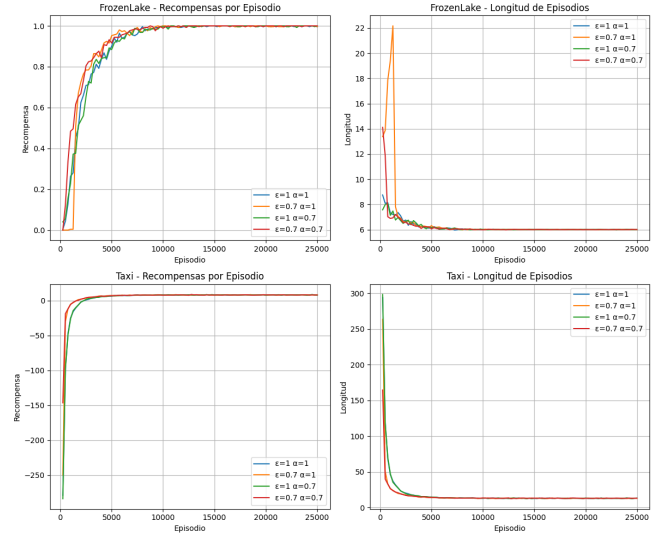 FrozenLake - Recompensas por Episodio
1.0
0.8
0.6
0.4
0.2
0.0
Recompensa
0 5000 10000 15000 20000 25000
Episodio
ε=1 α=1
ε=0.7 α=1
ε=1 α=0.7
ε=0.7 α=0.7
FrozenLake - Longitud de Episodios
22
20
18
16
14
12
10
8
6
Longitud
0 5000 10000 15000 20000 25000
Episodio
ε=1 α=1
ε=0.7 α=1
ε=1 α=0.7
ε=0.7 α=0.7
Taxi - Recompensas por Episodio
0
−50
−100
−150
−200
−250
Recompensa
0 5000 10000 15000 20000 25000
Episodio
ε=1 α=1
ε=0.7 α=1
ε=1 α=0.7
ε=0.7 α=0.7
Taxi - Longitud de Episodios
300
250
200
150
100
50
0
Longitud
0 5000 10000 15000 20000 25000
Episodio
ε=1 α=1
ε=0.7 α=1
ε=1 α=0.7
ε=0.7 α=0.7